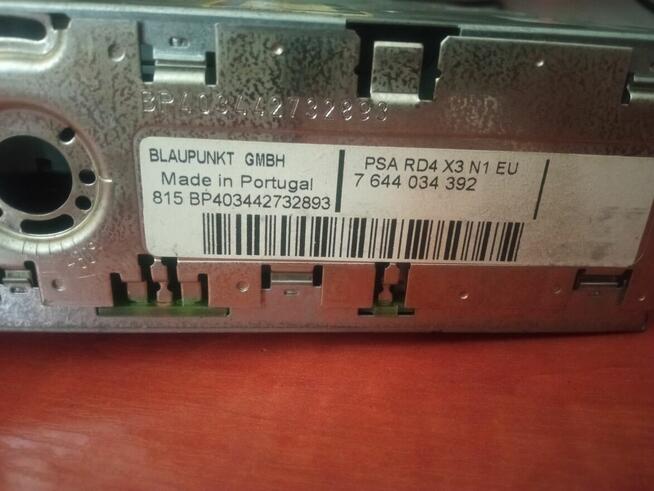 BP403442732893
BLAUPUNKT GMBH
Made in Portugal
815 BP403442732893
PSA RD4 X3 N1 EU
7 644 034 392